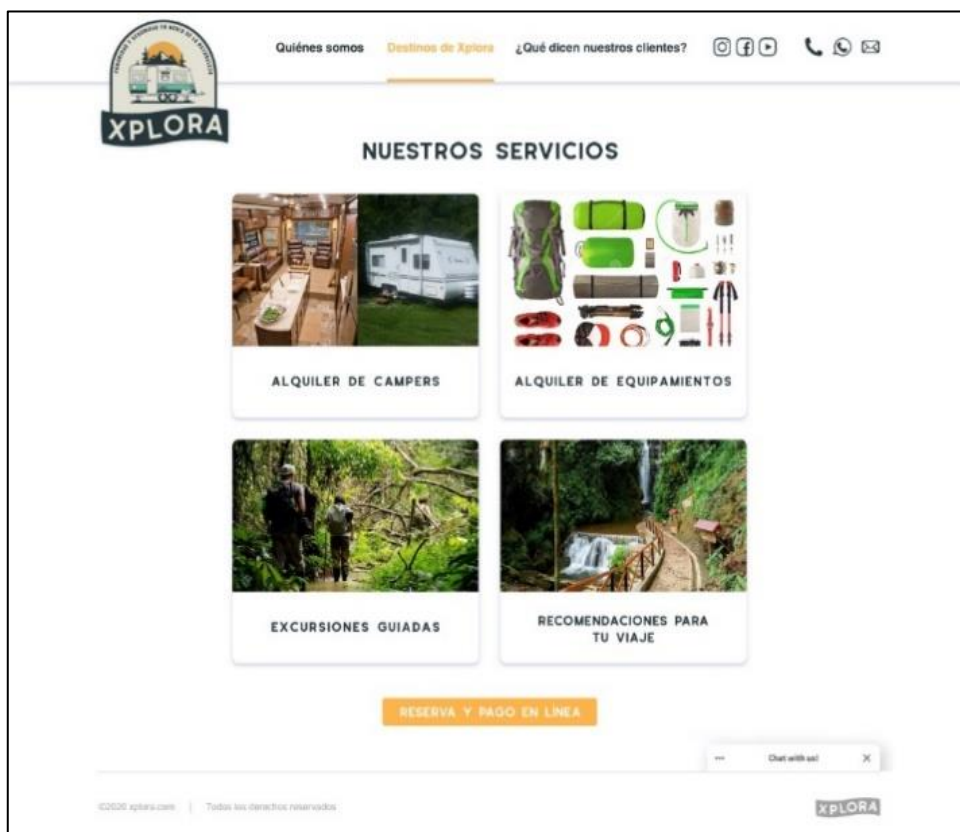 XPLORA
Quiénes somos
Destinos de Xplora
¿Qué dicen nuestros clientes?
NUESTROS SERVICIOS
ALQUILER DE CAMPERS
ALQUILER DE EQUIPAMIENTOS
EXCURSIONES GUIADAS
RECOMENDACIONES PARA
TU VIAJE
RESERVA Y PAGO EN LÍNEA
Chat with us!
©2020 xplora.com | Todos los derechos reservados
XPLORA